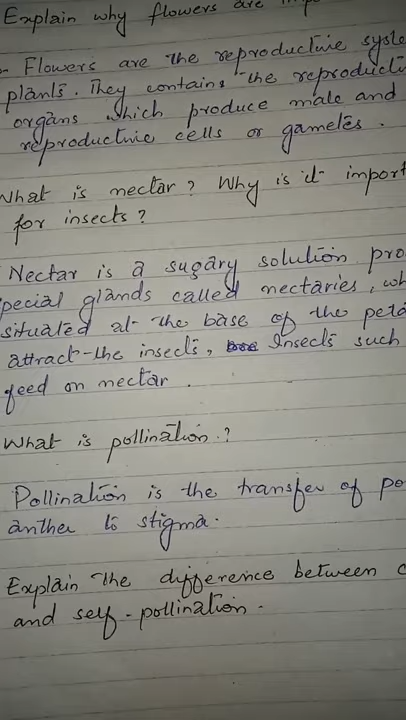 Explain why flowers are
- Flowers are the reproductive
plants. They contains the
organs which produce male and
reproductive cells or gametes.
What is nectar? Why is it
for insects?
Nectar is a sugary solution
glands called nectaries,
situated at the base of the
attract the insects, Insects such
feed on nectar.
What is pollination?
Pollination is the transfer of
anther to stigma.
Explain the difference between
and self-pollination.